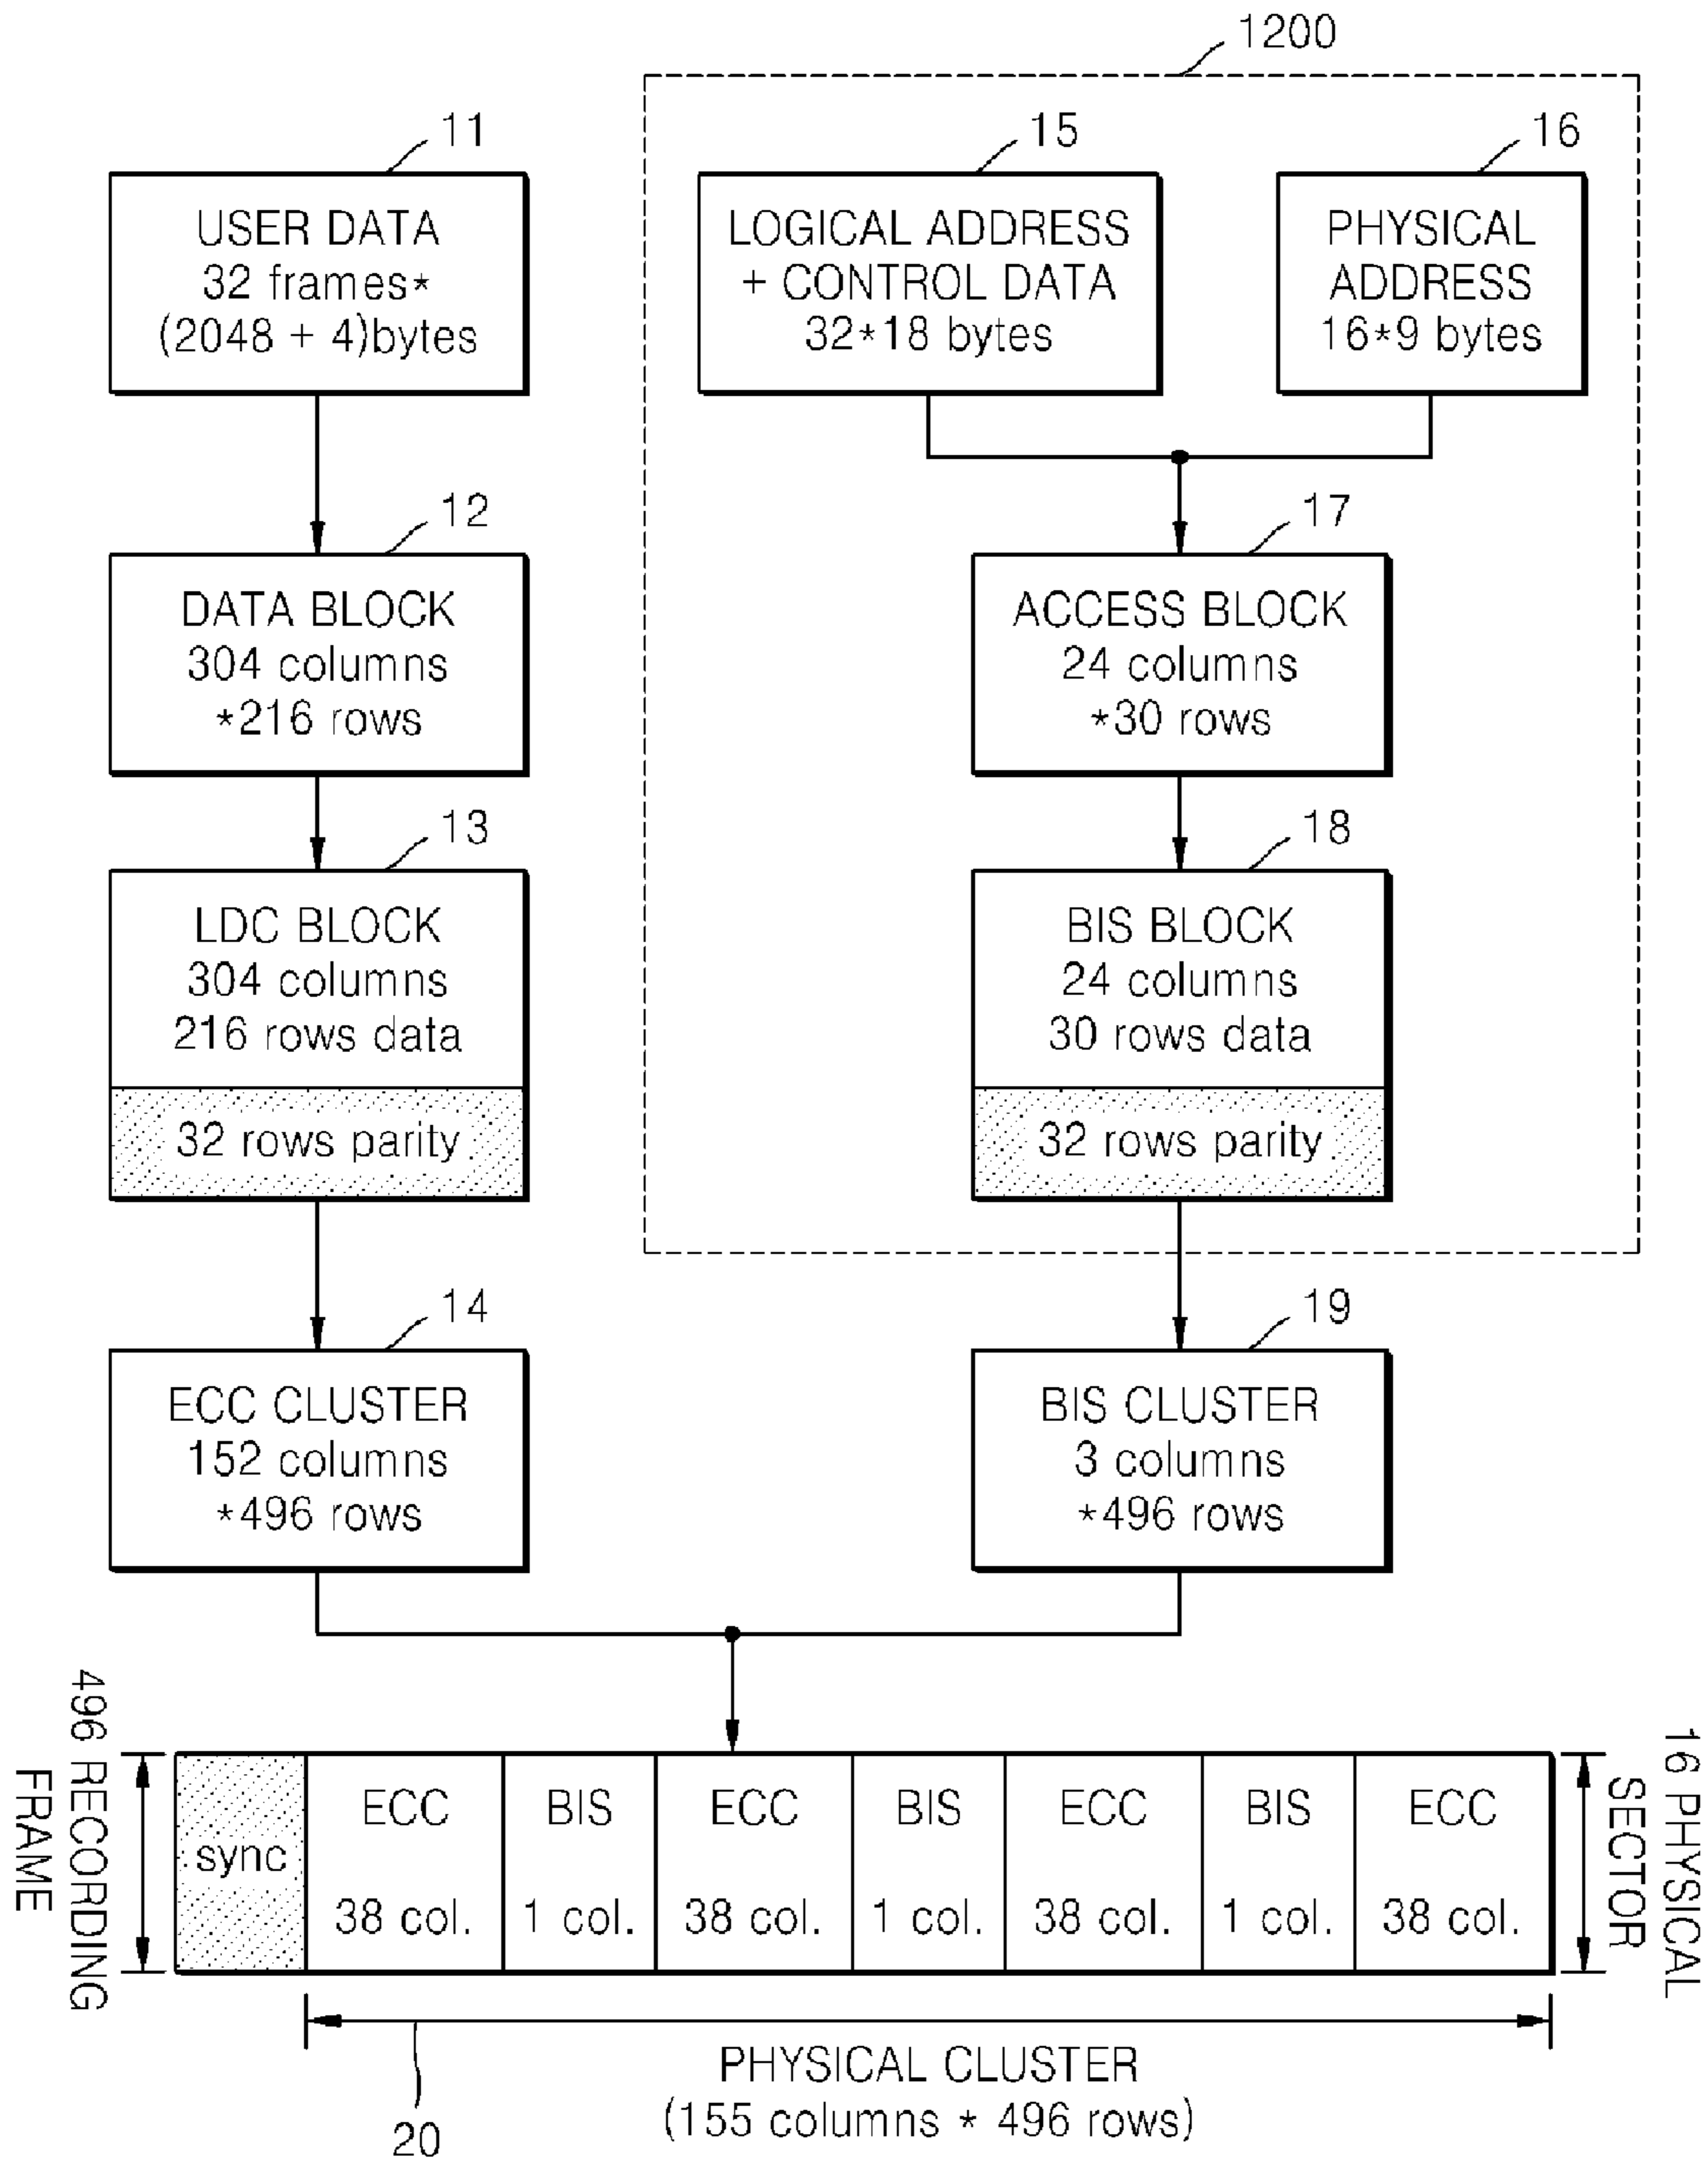 1200
11
USER DATA
32 frames*
(2048 + 4)bytes
15
LOGICAL ADDRESS
+ CONTROL DATA
32*18 bytes
16
PHYSICAL
ADDRESS
16*9 bytes
12
DATA BLOCK
304 columns
*216 rows
17
ACCESS BLOCK
24 columns
*30 rows
13
LDC BLOCK
304 columns
216 rows data
32 rows parity
18
BIS BLOCK
24 columns
30 rows data
32 rows parity
14
ECC CLUSTER
152 columns
*496 rows
19
BIS CLUSTER
3 columns
*496 rows
496 RECORDING
FRAME
sync
ECC
38 col.
BIS
1 col.
ECC
38 col.
BIS
1 col.
ECC
38 col.
BIS
1 col.
ECC
38 col.
16 PHYSICAL
SECTOR
20
PHYSICAL CLUSTER
(155 columns * 496 rows)